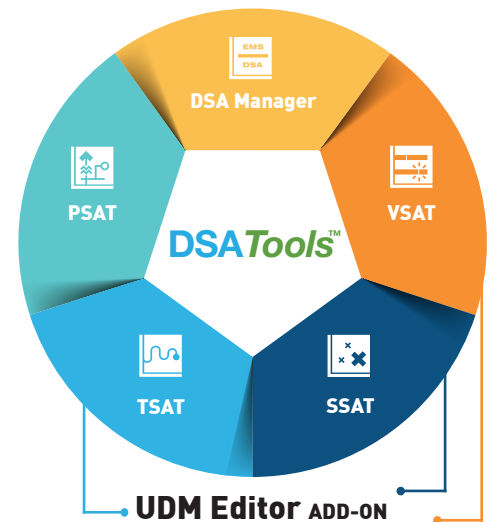 EMS
DSA
DSA Manager
PSAT
VSAT
DSATools™
TSAT
SSAT
UDM Editor ADD-ON